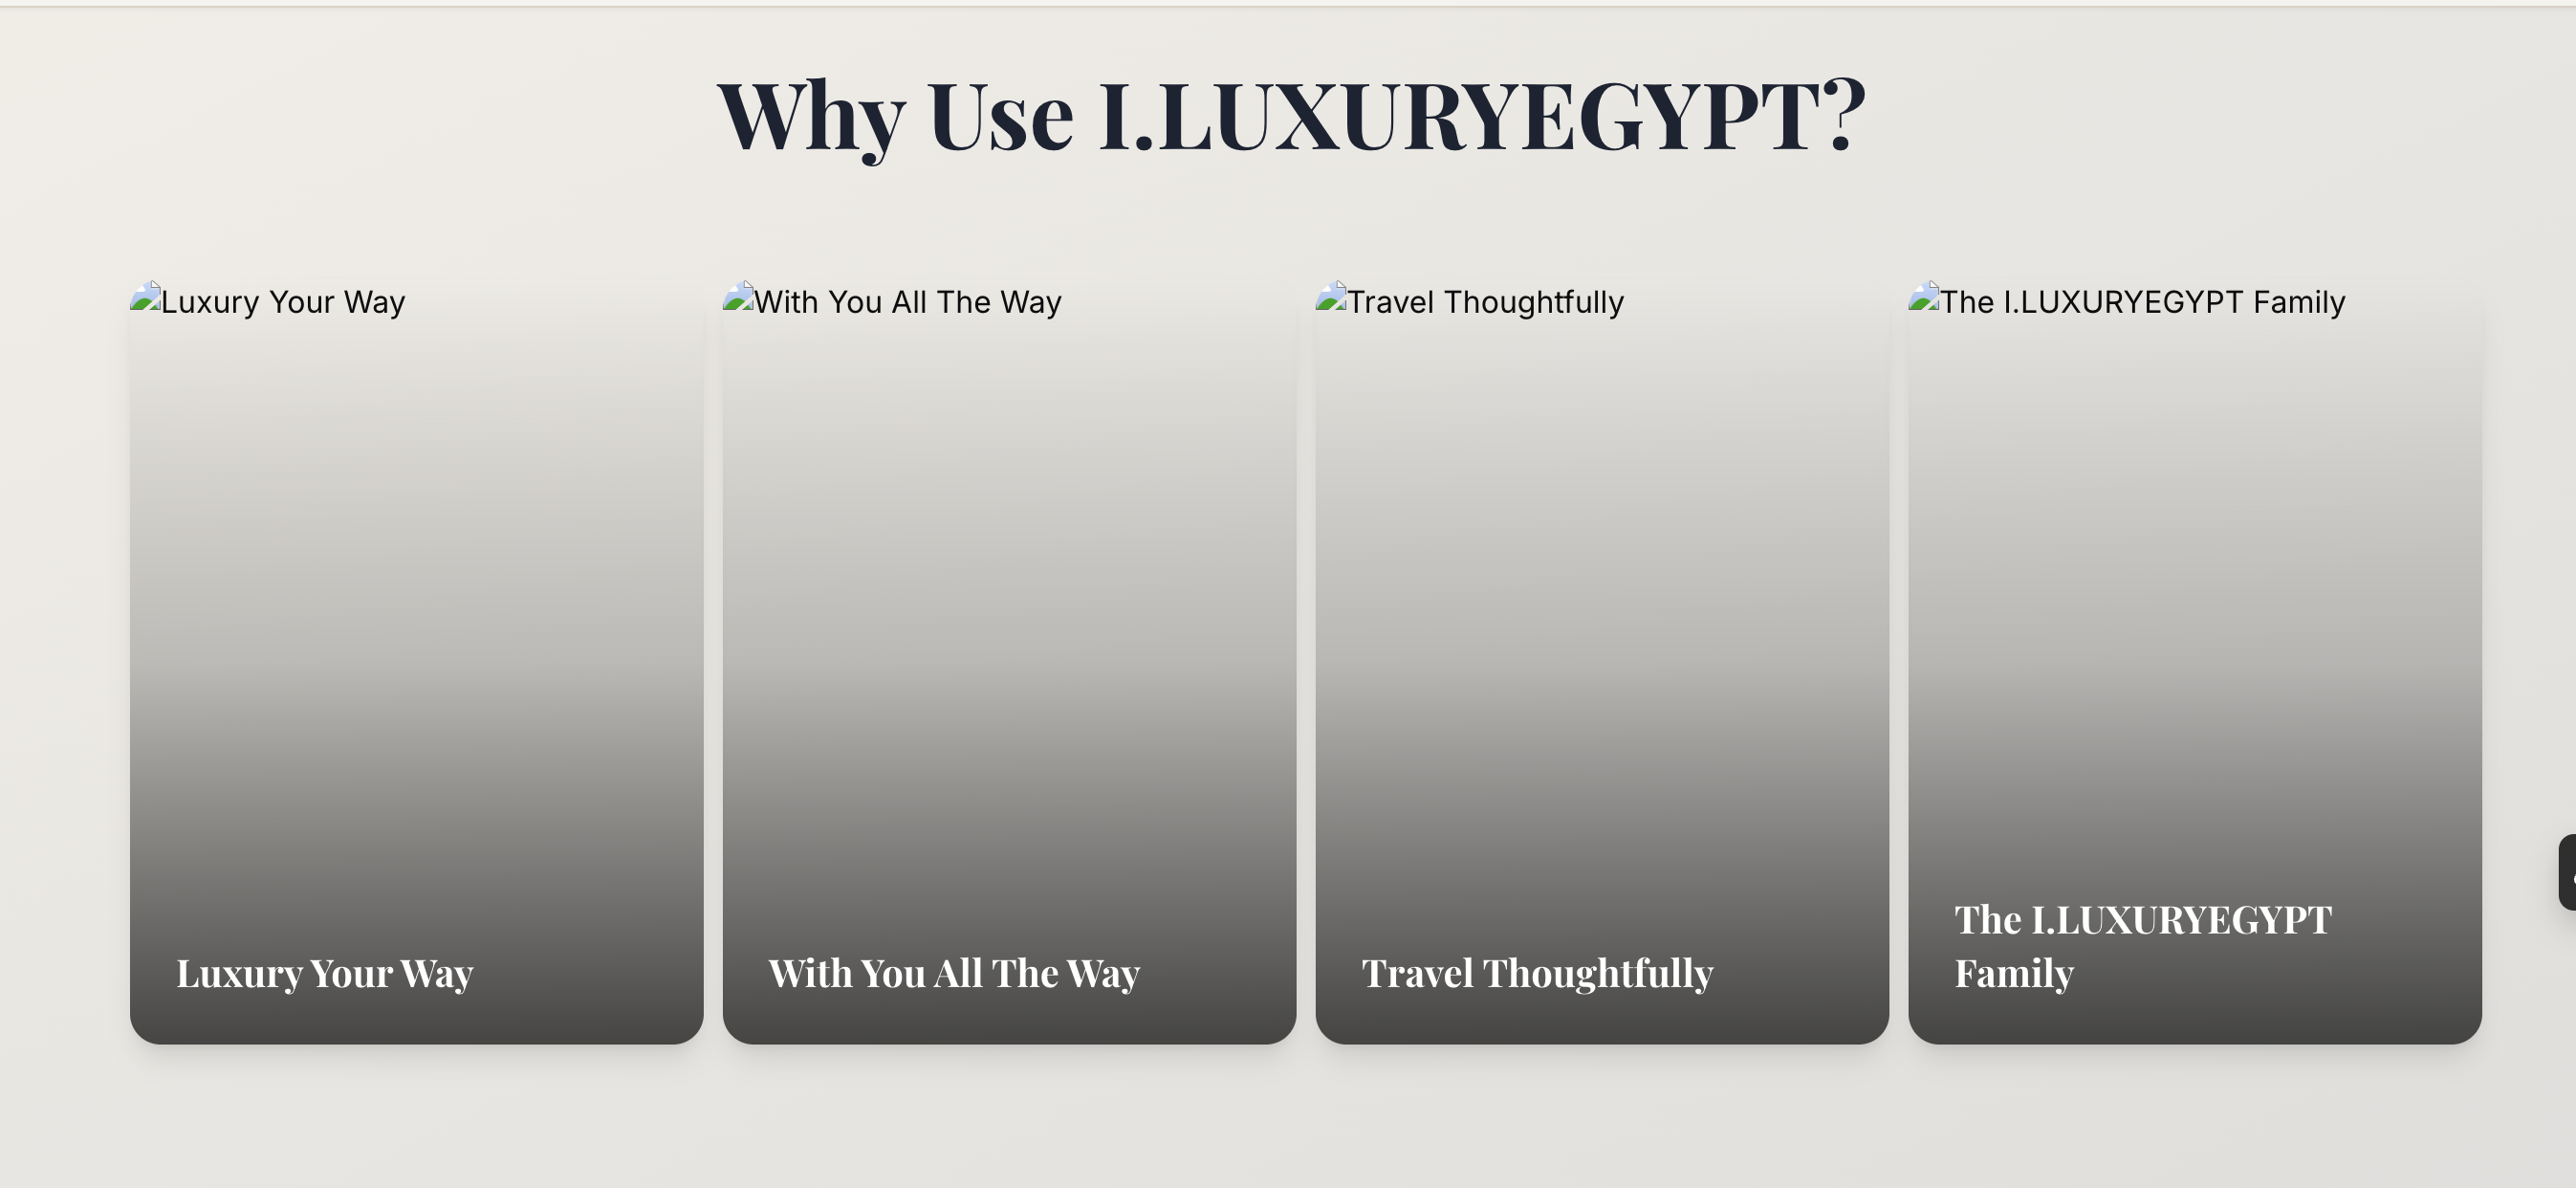 Why Use I.LUXURYEGYPT?
Luxury Your Way
With You All The Way
Travel Thoughtfully
The I.LUXURYEGYPT Family
Luxury Your Way
With You All The Way
Travel Thoughtfully
The I.LUXURYEGYPT
Family